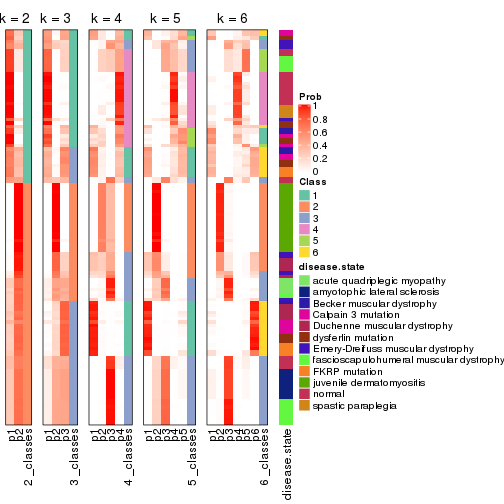 k = 2 k = 3 k = 4 k = 5 k = 6
Prob
1
0.8
0.6
0.4
0.2
0
Class
1
2
3
4
5
6
disease.state
acute quadriplegic myopathy
amyotophic lateral sclerosis
Becker muscular dystrophy
Calpain 3 mutation
Duchenne muscular dystrophy
dysferlin mutation
Emery-Dreifuss muscular dystrophy
fascioscapulohumeral muscular dystrophy
FKRP mutation
juvenile dermatomyositis
normal
spastic paraplegia
p1
p2
2_classes
p1
p2
p3
3_classes
p1
p2
p3
p4
4_classes
p1
p2
p3
p4
p5
5_classes
p1
p2
p3
p4
p5
p6
6_classes
disease.state